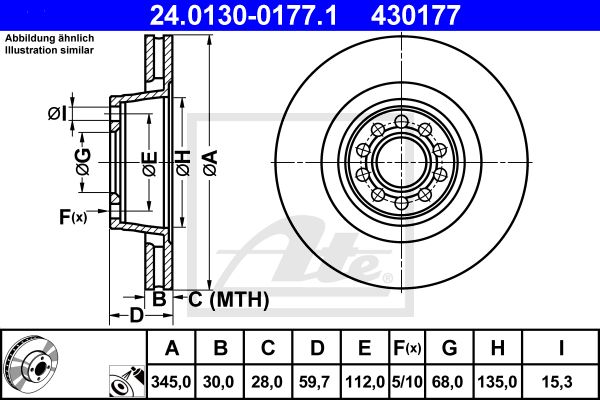 24.0130-0177.1 430177
Abbildung ähnlich
Illustration similar
ØI
ØG
ØE
ØH
ØA
F(x)
B
C (MTH)
D
Ate
A B C D E F(x) G H I
345,0 30,0 28,0 59,7 112,0 5/10 68,0 135,0 15,3